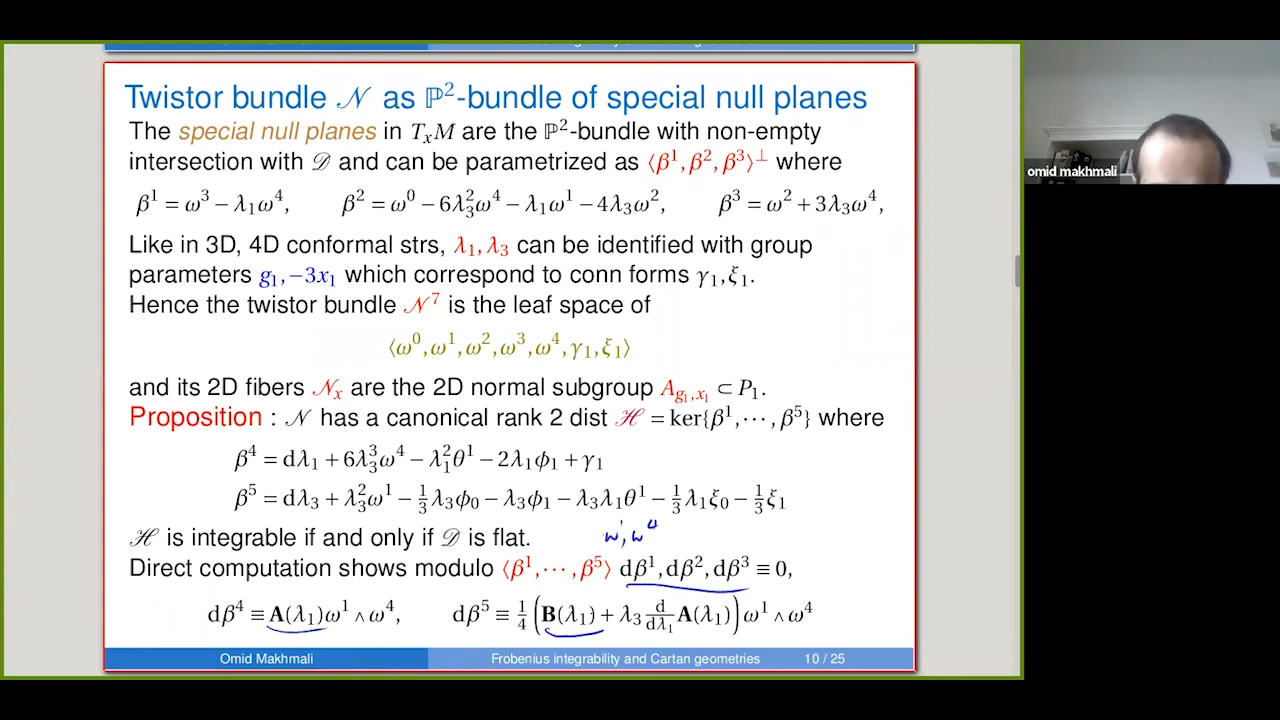 Twistor bundle 𝒩 as ℙ²-bundle of special null planes
The special null planes in TₓM are the ℙ²-bundle with non-empty
intersection with 𝒟 and can be parametrized as ⟨β¹, β², β³⟩^⊥ where
β¹ = ω³ − λ₁ω⁴, β² = ω⁰ − 6λ₃²ω⁴ − λ₁ω¹ − 4λ₃ω², β³ = ω² + 3λ₃ω⁴,
Like in 3D, 4D conformal strs, λ₁, λ₃ can be identified with group
parameters g₁, −3x₁ which correspond to conn forms γ₁, ξ₁.
Hence the twistor bundle 𝒩⁷ is the leaf space of
⟨ω⁰, ω¹, ω², ω³, ω⁴, γ₁, ξ₁⟩
and its 2D fibers 𝒩ₓ are the 2D normal subgroup A_{g₁,x₁} ⊂ P₁.
Proposition : 𝒩 has a canonical rank 2 dist ℋ = ker{β¹, ⋯, β⁵} where
β⁴ = dλ₁ + 6λ₃³ω⁴ − λ₁²θ¹ − 2λ₁ϕ₁ + γ₁
β⁵ = dλ₃ + λ₃²ω¹ − ⅓λ₃ϕ₀ − λ₃ϕ₁ − λ₃λ₁θ¹ − ⅓λ₁ξ₀ − ⅓ξ₁
ℋ is integrable if and only if 𝒟 is flat. ω¹, ω⁴
Direct computation shows modulo ⟨β¹, ⋯, β⁵⟩ dβ¹, dβ², dβ³ ≡ 0,
dβ⁴ ≡ A(λ₁)ω¹ ∧ ω⁴, dβ⁵ ≡ ¼ (B(λ₁) + λ₃ d/dλ₁ A(λ₁)) ω¹ ∧ ω⁴
Omid Makhmali Frobenius integrability and Cartan geometries 10 / 25
omid makhmali